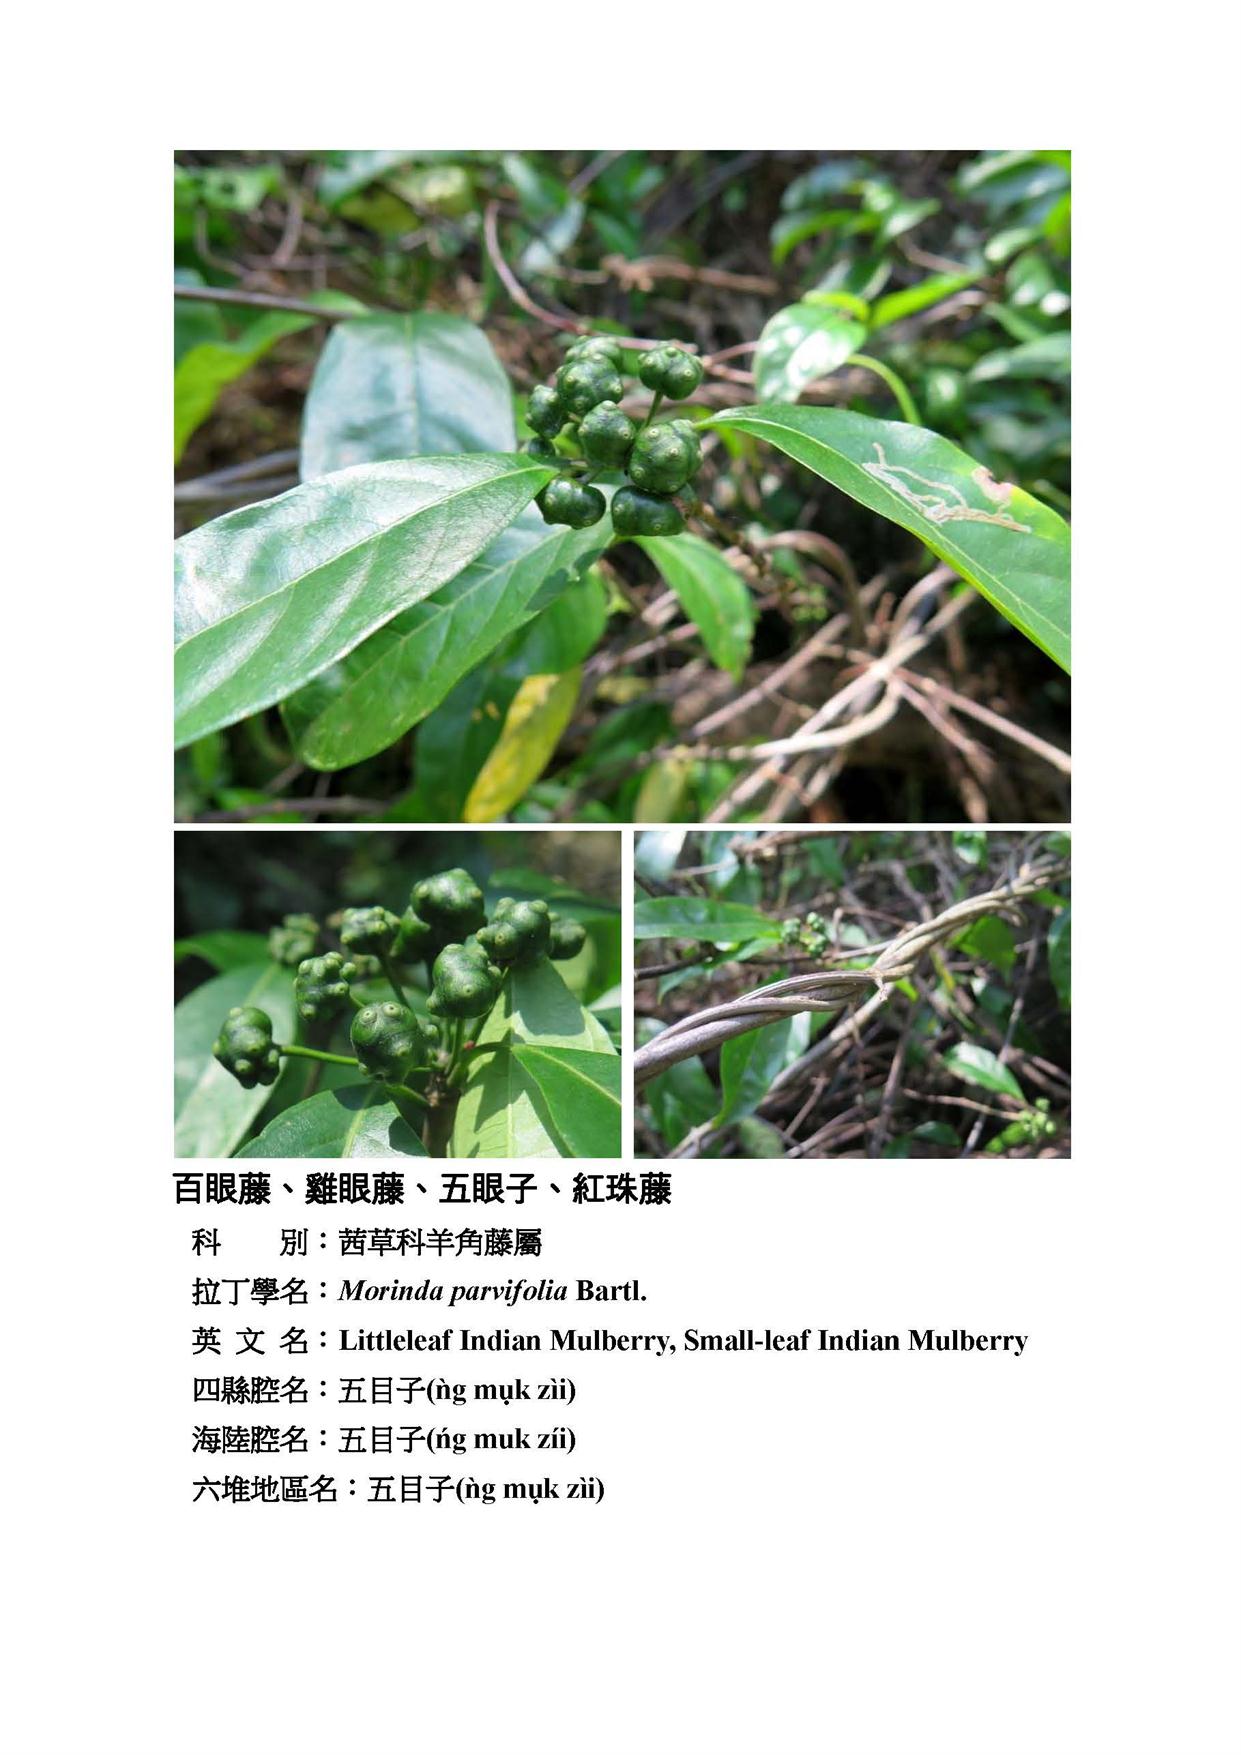 百眼藤、雞眼藤、五眼子、紅珠藤
科　　別：茜草科羊角藤屬
拉丁學名：Morinda parvifolia Bartl.
英 文 名：Littleleaf Indian Mulberry, Small-leaf Indian Mulberry
四縣腔名：五目子(ǹg mụk zìi)
海陸腔名：五目子(ńg muk zíi)
六堆地區名：五目子(ǹg mụk zìi)